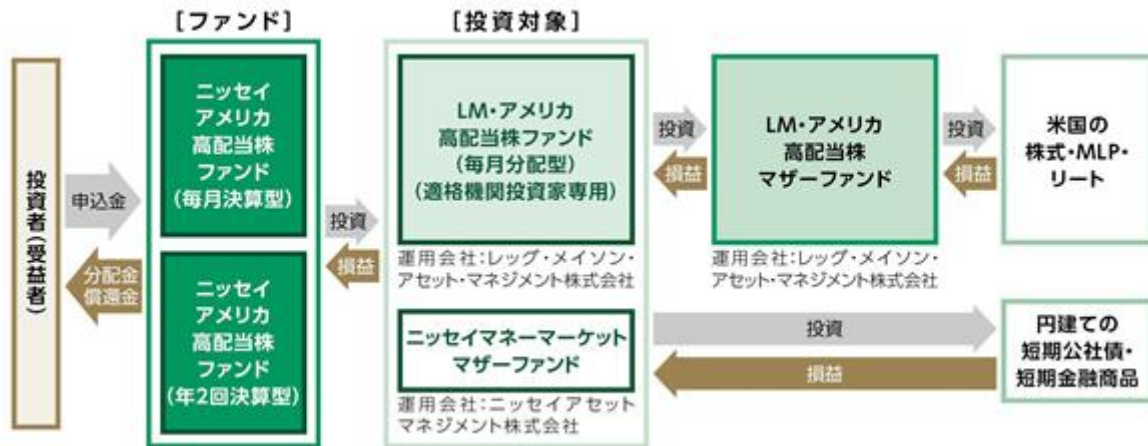 [ファンド]
[投資対象]
投資者(受益者)
申込金
分配金
償還金
ニッセイ
アメリカ
高配当株
ファンド
(毎月決算型)
ニッセイ
アメリカ
高配当株
ファンド
(年2回決算型)
投資
損益
LM・アメリカ
高配当株ファンド
(毎月分配型)
(適格機関投資家専用)
運用会社:レッグ・メイソン・
アセット・マネジメント株式会社
ニッセイマネーマーケット
マザーファンド
運用会社:ニッセイアセット
マネジメント株式会社
投資
損益
LM・アメリカ
高配当株
マザーファンド
運用会社:レッグ・メイソン・
アセット・マネジメント株式会社
投資
損益
米国の
株式・MLP・
リート
投資
損益
円建ての
短期公社債・
短期金融商品